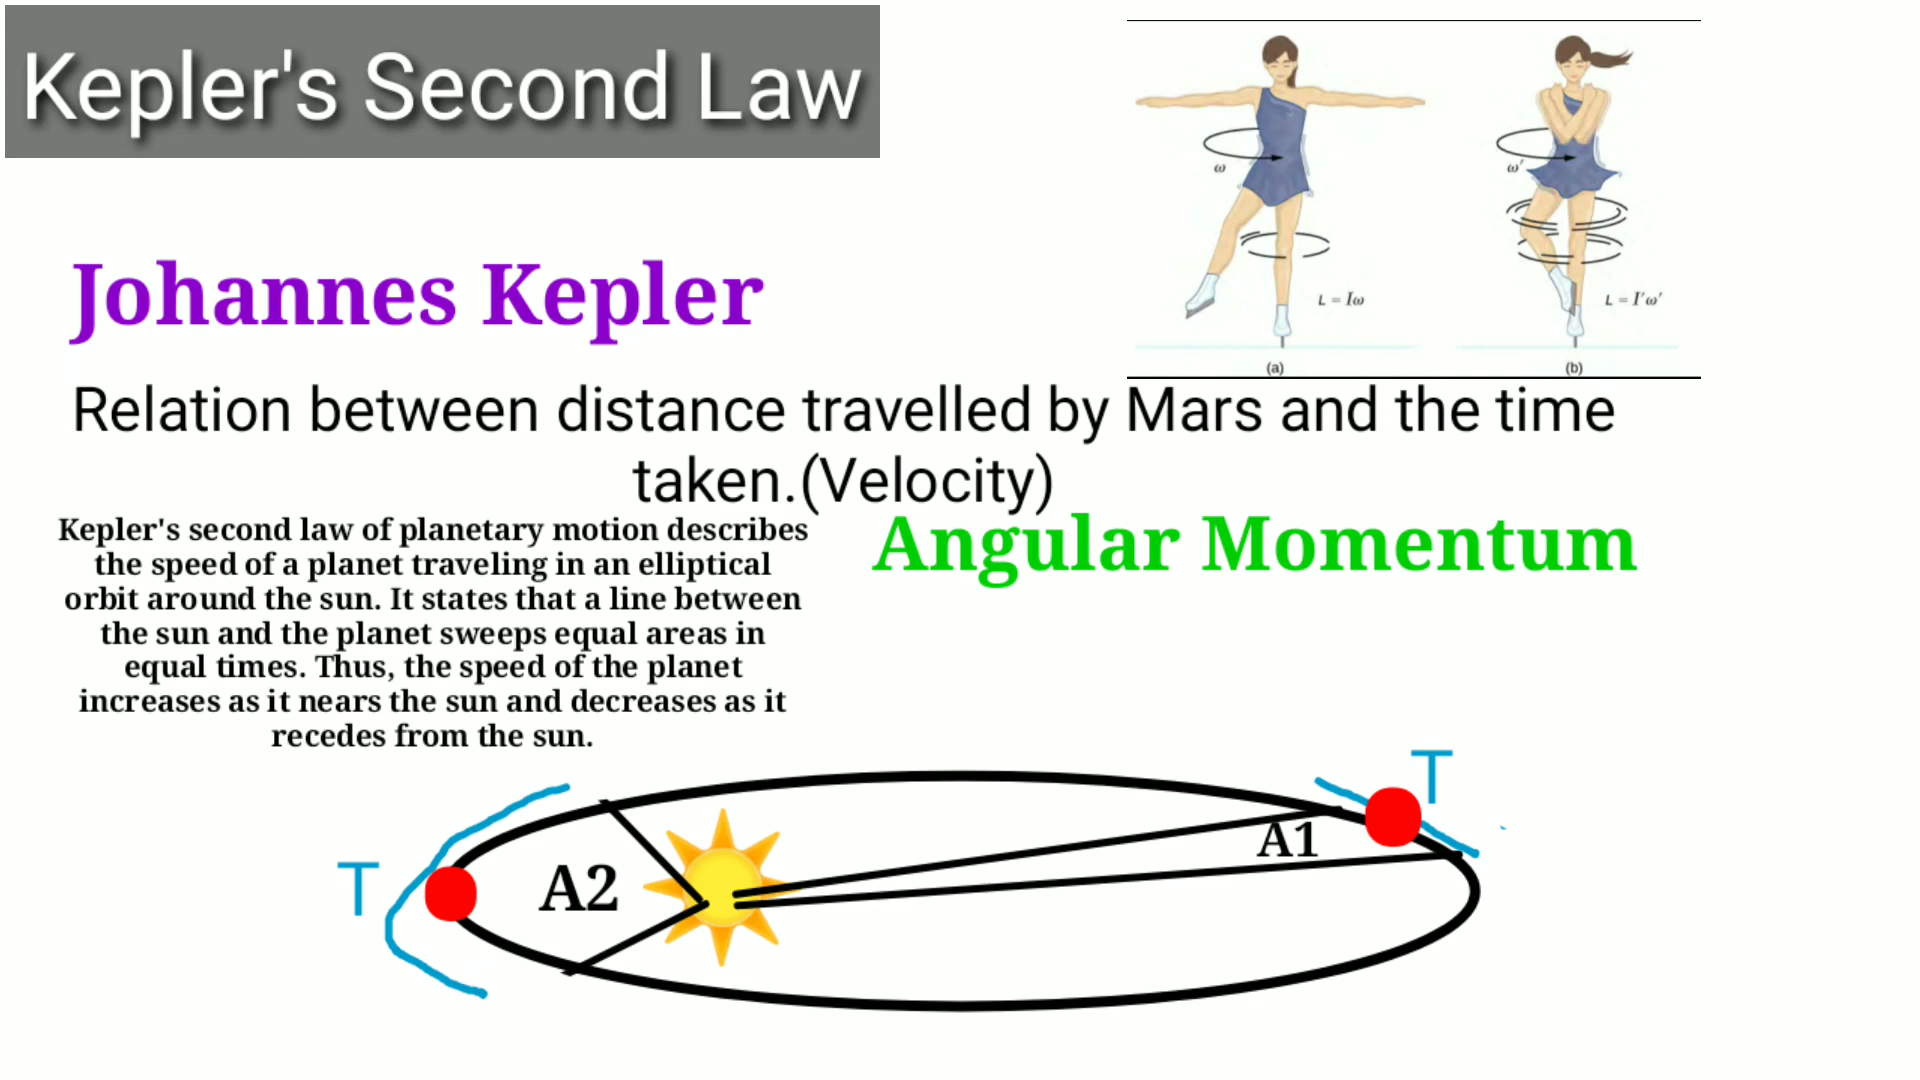 Kepler's Second Law
ω
ω′
L = Iω
L = I′ω′
(a)
(b)
Johannes Kepler
Relation between distance travelled by Mars and the time
taken.(Velocity)
Kepler's second law of planetary motion describes
the speed of a planet traveling in an elliptical
orbit around the sun. It states that a line between
the sun and the planet sweeps equal areas in
equal times. Thus, the speed of the planet
increases as it nears the sun and decreases as it
recedes from the sun.
Angular Momentum
T
A1
T
A2